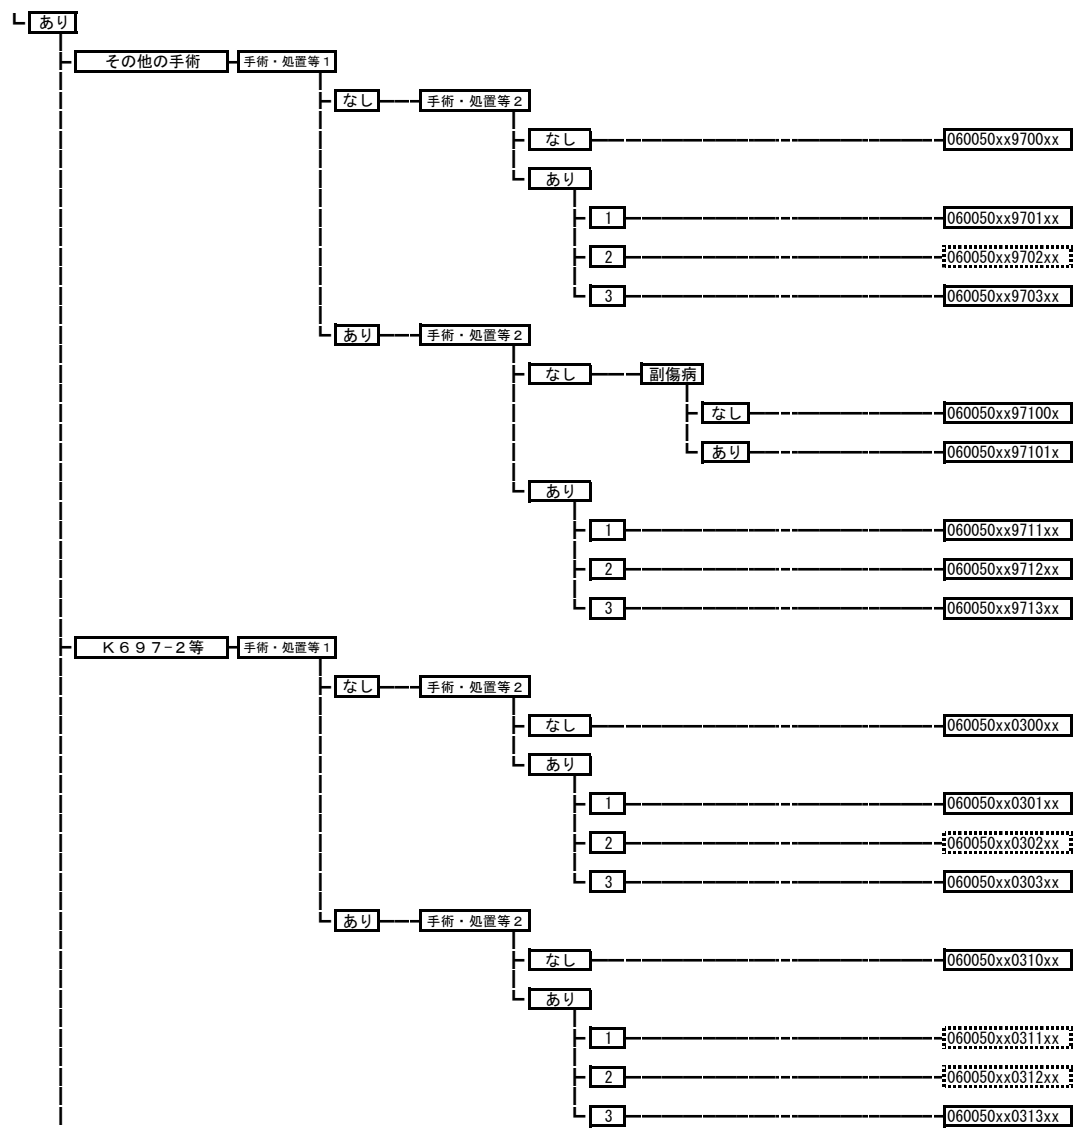 あり
その他の手術 手術・処置等1
なし 手術・処置等2
なし 060050xx9700xx
あり
1 060050xx9701xx
2 060050xx9702xx
3 060050xx9703xx
あり 手術・処置等2
なし 副傷病
なし 060050xx97100x
あり 060050xx97101x
あり
1 060050xx9711xx
2 060050xx9712xx
3 060050xx9713xx
K697-2等 手術・処置等1
なし 手術・処置等2
なし 060050xx0300xx
あり
1 060050xx0301xx
2 060050xx0302xx
3 060050xx0303xx
あり 手術・処置等2
なし 060050xx0310xx
あり
1 060050xx0311xx
2 060050xx0312xx
3 060050xx0313xx